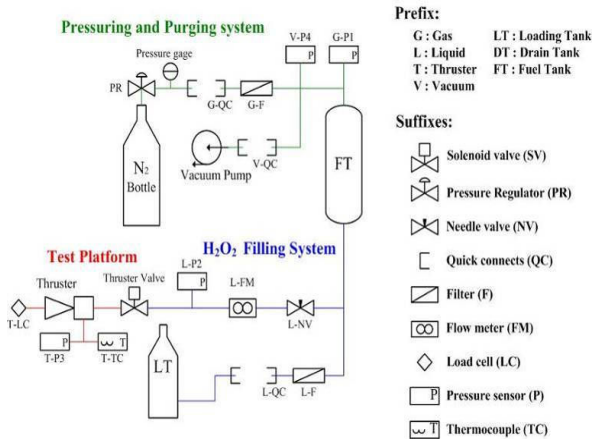 Pressuring and Purging system
V-P4
G-P1
P
P
Pressure gage
PR
G-QC
G-F
N2
Bottle
Vacuum Pump
V-QC
FT
Test Platform
H2O2 Filling System
Thruster
Thruster Valve
L-P2
P
L-FM
T-LC
L-NV
P
T
T-P3
T-TC
LT
L-QC
L-F
Prefix:
G : Gas
LT : Loading Tank
L : Liquid
DT : Drain Tank
T : Thruster
FT : Fuel Tank
V : Vacuum
Suffixes:
Solenoid valve (SV)
Pressure Regulator (PR)
Needle valve (NV)
Quick connects (QC)
Filter (F)
Flow meter (FM)
Load cell (LC)
P
Pressure sensor (P)
T
Thermocouple (TC)